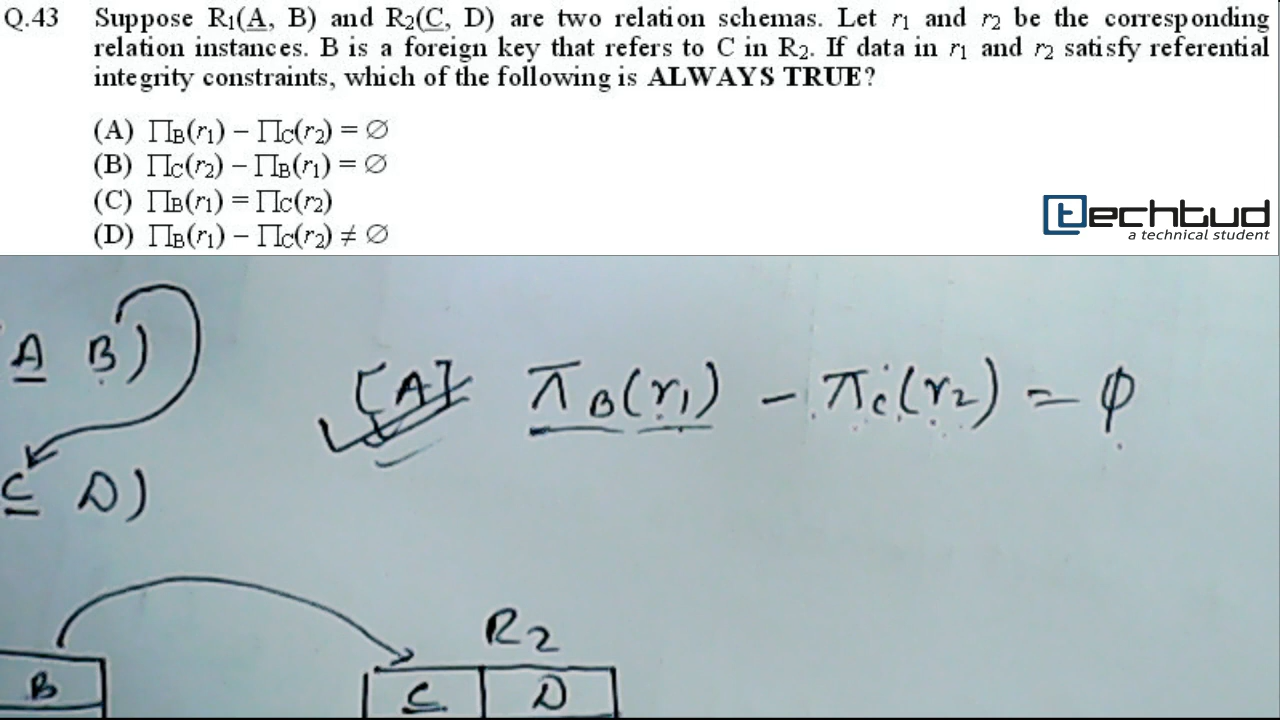 Q.43 Suppose R₁(A, B) and R₂(C, D) are two relation schemas. Let r₁ and r₂ be the corresponding
relation instances. B is a foreign key that refers to C in R₂. If data in r₁ and r₂ satisfy referential
integrity constraints, which of the following is ALWAYS TRUE?
(A) ∏B(r₁) – ∏C(r₂) = ∅
(B) ∏C(r₂) – ∏B(r₁) = ∅
(C) ∏B(r₁) = ∏C(r₂)
(D) ∏B(r₁) – ∏C(r₂) ≠ ∅
techtud
a technical student
A B)
[A] π B(r₁) – π C(r₂) = φ
C D)
R2
B
C D